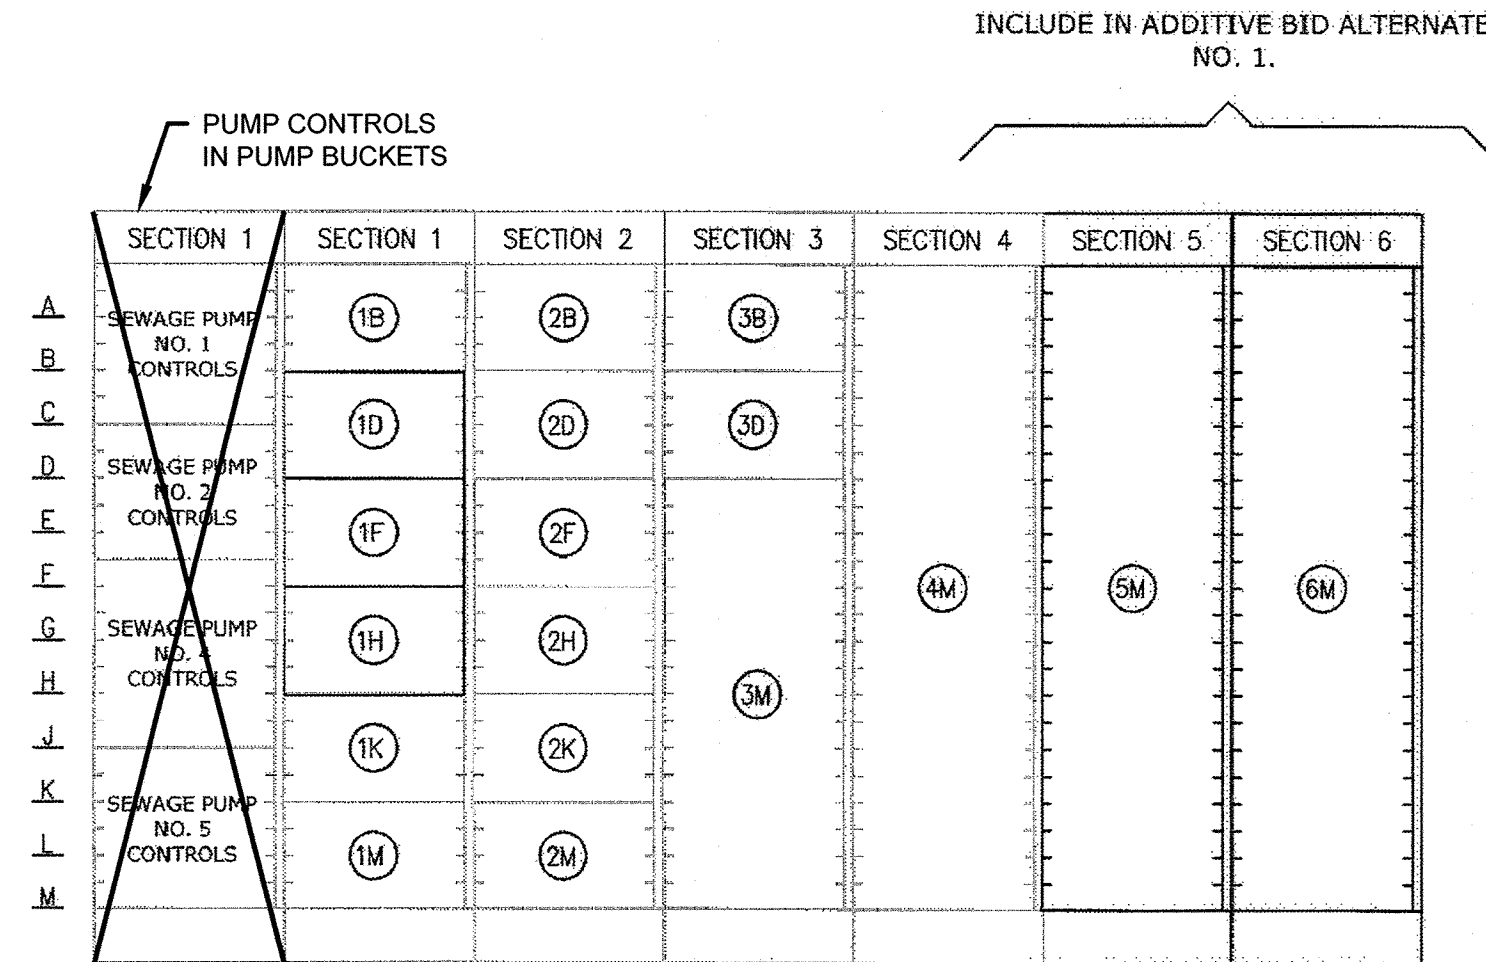 INCLUDE IN ADDITIVE BID ALTERNATE
NO. 1.
PUMP CONTROLS
IN PUMP BUCKETS
SECTION 1
SECTION 1
SECTION 2
SECTION 3
SECTION 4
SECTION 5
SECTION 6
A
B
C
D
E
F
G
H
J
K
L
M
SEWAGE PUMP
NO. 1
CONTROLS
SEWAGE PUMP
NO. 2
CONTROLS
SEWAGE PUMP
NO. 4
CONTROLS
SEWAGE PUMP
NO. 5
CONTROLS
1B
1D
1F
1H
1K
1M
2B
2D
2F
2H
2K
2M
3B
3D
3M
4M
5M
6M